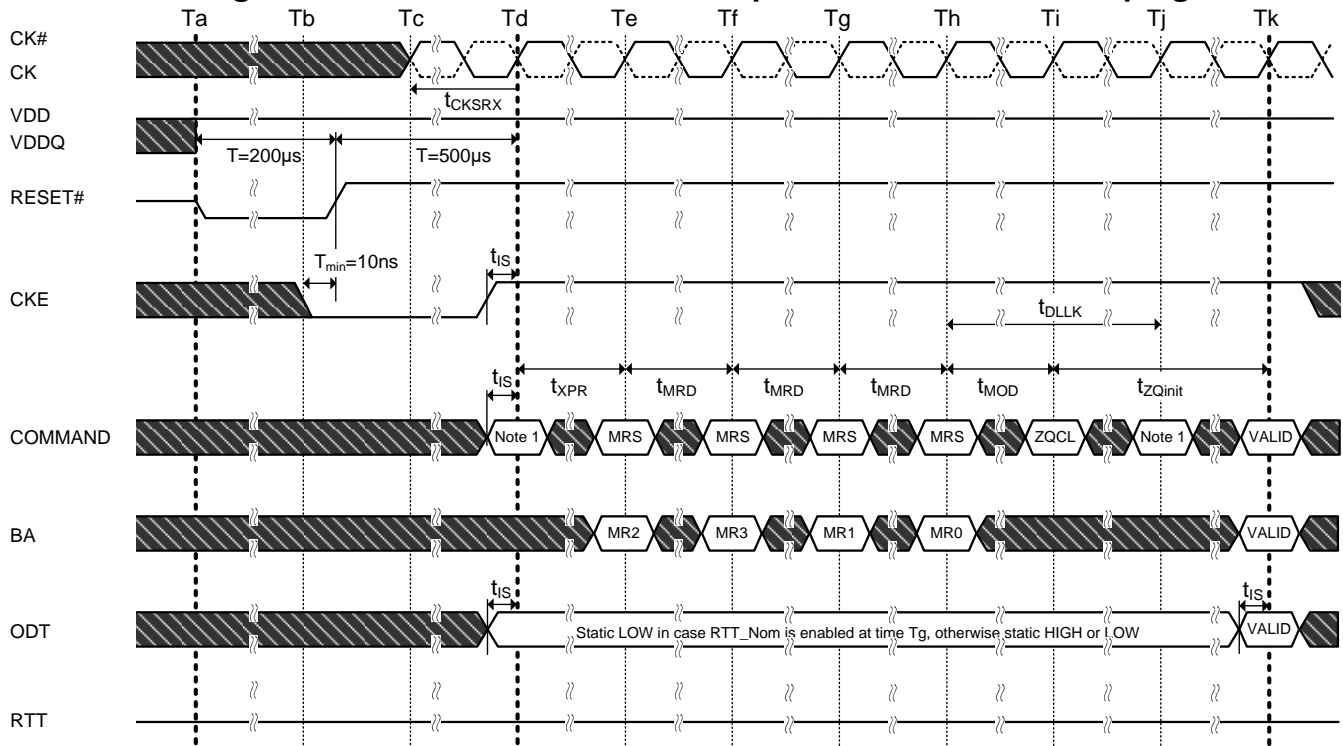 Ta Tb Tc Td Te Tf Tg Th Ti Tj Tk
CK#
CK
tCKSRX
VDD
VDDQ
T=200µs T=500µs
RESET#
Tmin=10ns tIS
CKE
tDLLK
tIS tXPR tMRD tMRD tMRD tMOD tZQinit
COMMAND Note 1 MRS MRS MRS MRS ZQCL Note 1 VALID
BA MR2 MR3 MR1 MR0 VALID
tIS tIS
ODT Static LOW in case RTT_Nom is enabled at time Tg, otherwise static HIGH or LOW VALID
RTT